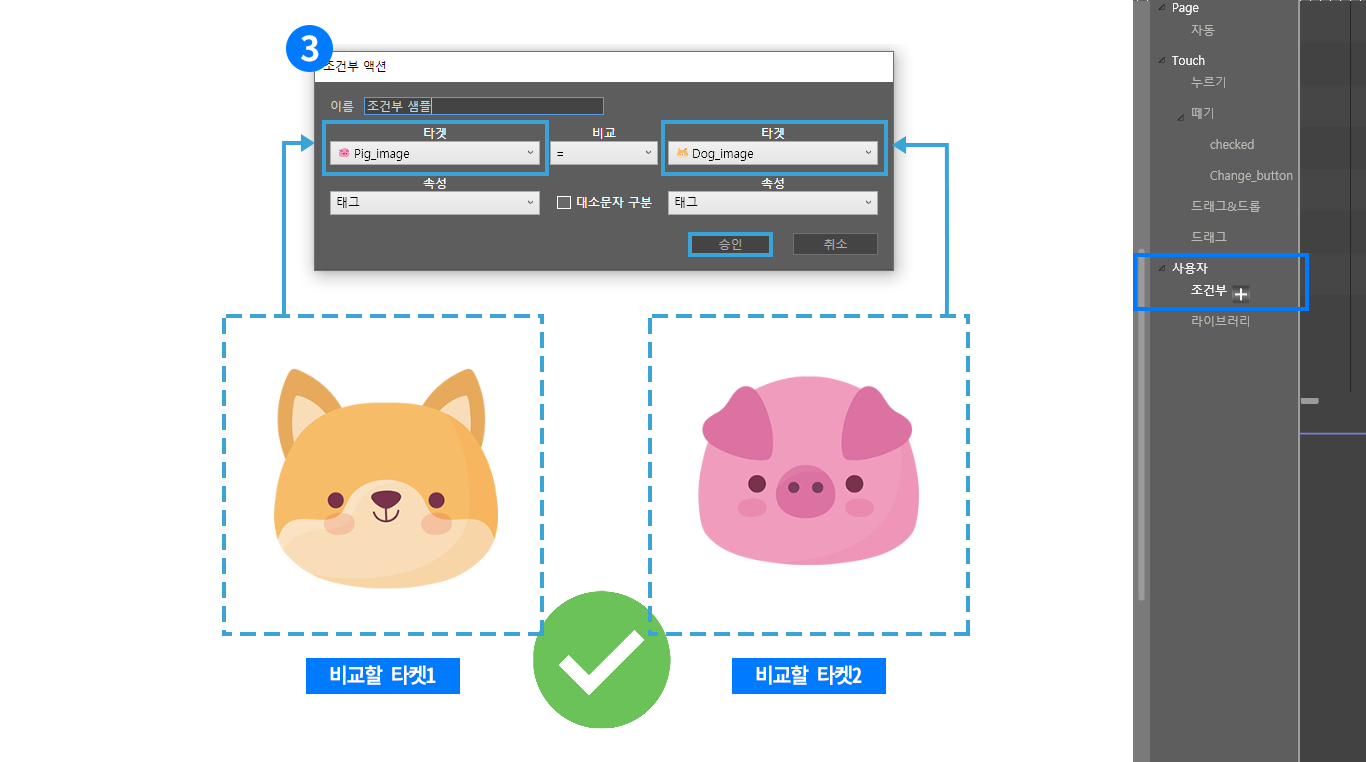 3
조건부 액션
이름 조건부 샘플
타겟 비교 타겟
Pig_image = Dog_image
속성 속성
태그 대소문자 구분 태그
승인 취소
비교할 타켓1
비교할 타켓2
Page
자동
Touch
누르기
떼기
checked
Change_button
드래그&드롭
드래그
사용자
조건부
라이브러리